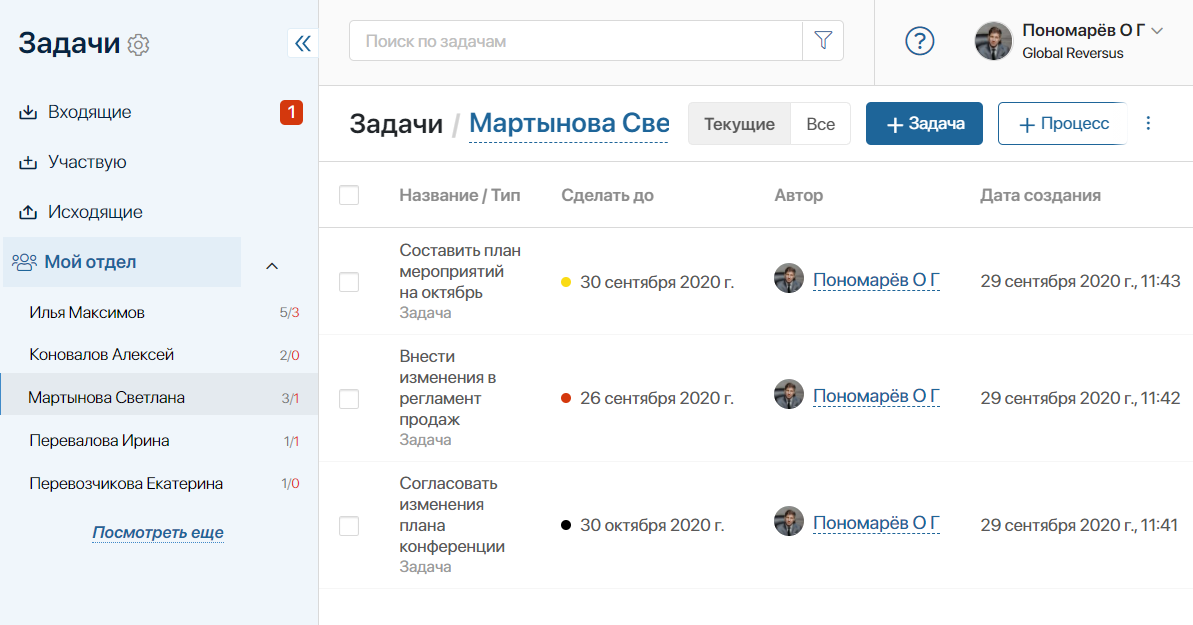 Задачи
Входящие 1
Участвую
Исходящие
Мой отдел
Илья Максимов 5/3
Коновалов Алексей 2/0
Мартынова Светлана 3/1
Перевалова Ирина 1/1
Перевозчикова Екатерина 1/0
Посмотреть еще
Поиск по задачам
?
Пономарёв О Г
Global Reversus
Задачи / Мартынова Све
Текущие Все + Задача + Процесс
Название / Тип Сделать до Автор Дата создания
Составить план
мероприятий
на октябрь
Задача
30 сентября 2020 г. Пономарёв О Г 29 сентября 2020 г., 11:43
Внести
изменения в
регламент
продаж
Задача
26 сентября 2020 г. Пономарёв О Г 29 сентября 2020 г., 11:42
Согласовать
изменения
плана
конференции
Задача
30 октября 2020 г. Пономарёв О Г 29 сентября 2020 г., 11:41